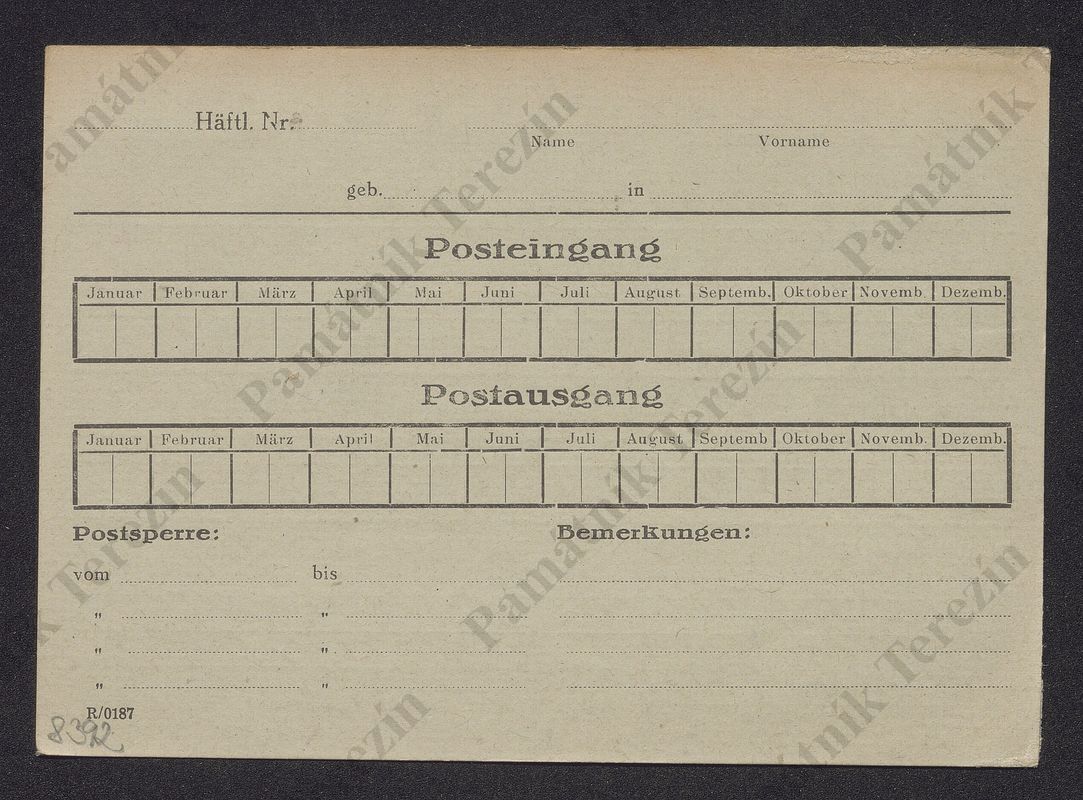 Häftl. Nr.
Name Vorname
geb. in
Posteingang
Januar Februar März April Mai Juni Juli August Septemb. Oktober Novemb. Dezemb.
Postausgang
Januar Februar März April Mai Juni Juli August Septemb Oktober Novemb. Dezemb.
Postsperre: Bemerkungen:
vom bis
" "
" "
" "
R/0187
8392
Památník Terezín